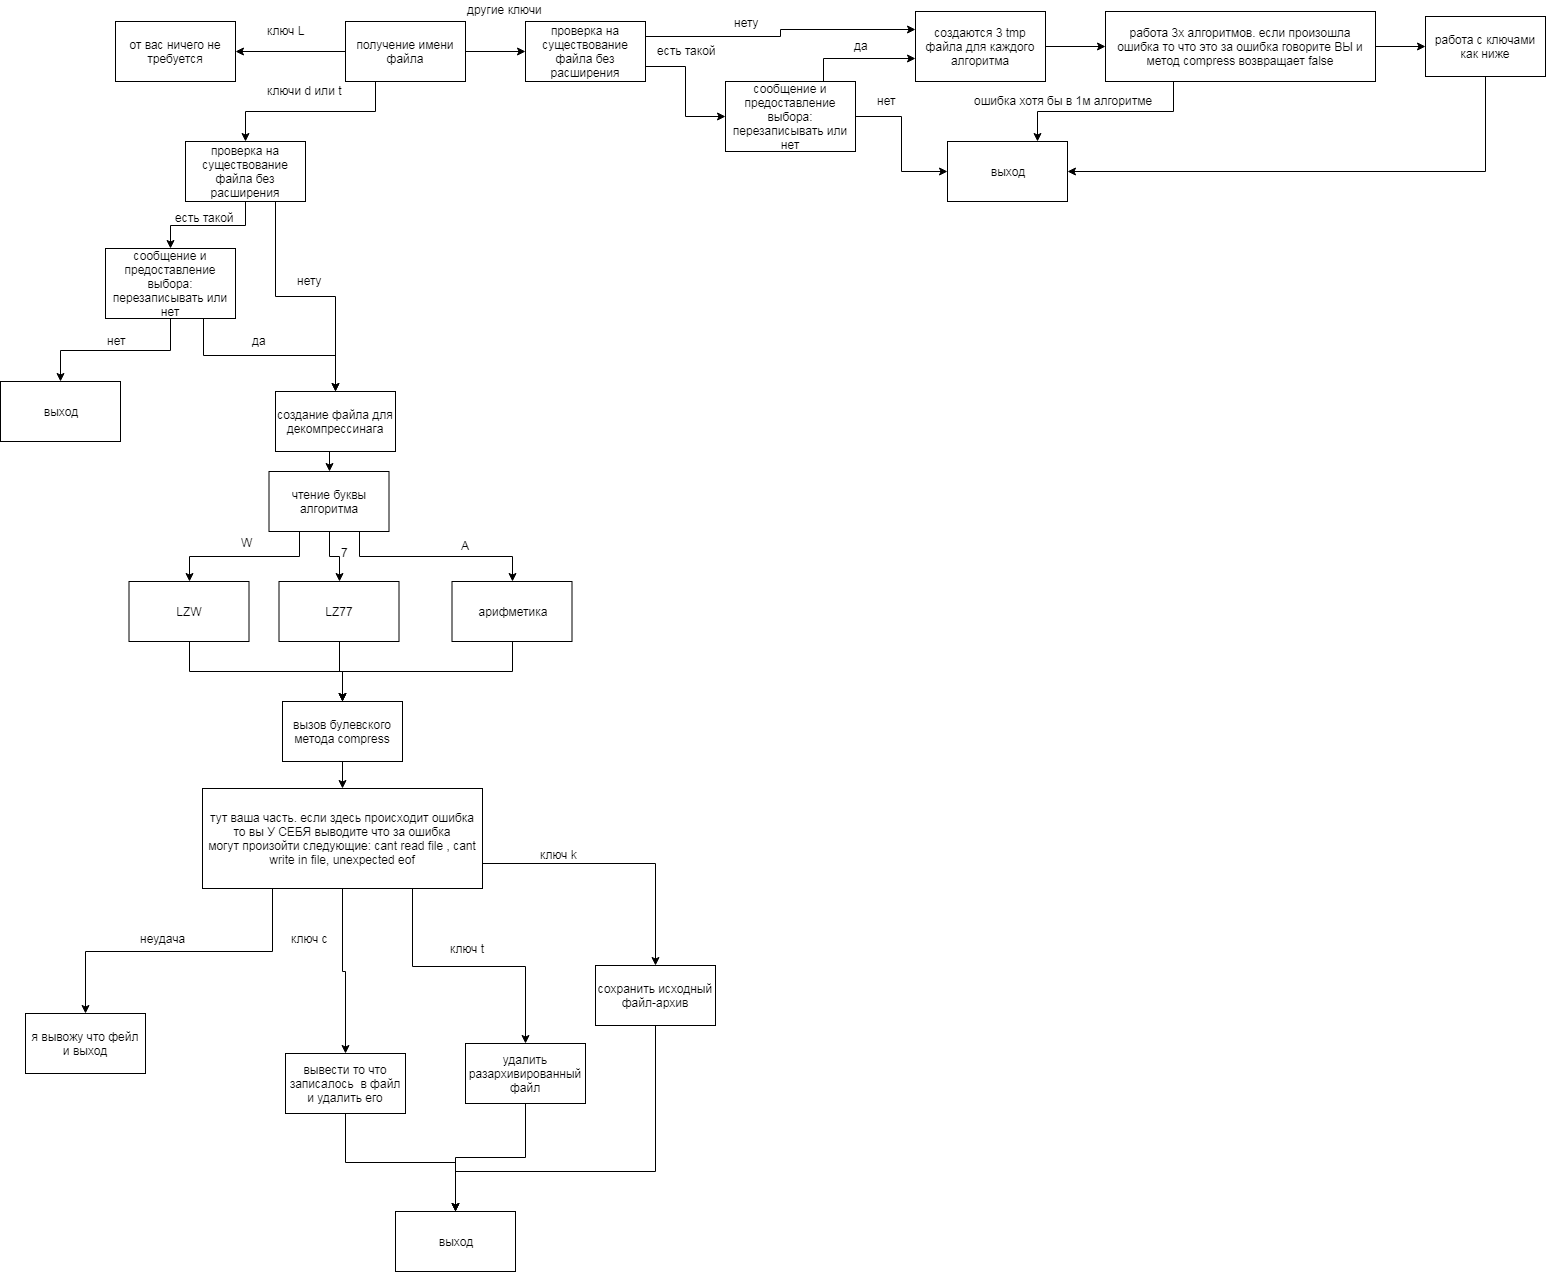 другие ключи
ключ L
от вас ничего не
требуется
получение имени
файла
проверка на
существование
файла без
расширения
нету
есть такой
да
создаются 3 tmp
файла для каждого
алгоритма
работа 3х алгоритмов. если произошла
ошибка то что это за ошибка говорите ВЫ и
метод compress возвращает false
работа с ключами
как ниже
ключи d или t
сообщение и
предоставление
выбора:
перезаписывать или
нет
нет
ошибка хотя бы в 1м алгоритме
выход
проверка на
существование
файла без
расширения
есть такой
нету
сообщение и
предоставление
выбора:
перезаписывать или
нет
нет
да
выход
создание файла для
декомпрессинага
чтение буквы
алгоритма
W
7
A
LZW
LZ77
арифметика
вызов булевского
метода compress
тут ваша часть. если здесь происходит ошибка
то вы У СЕБЯ выводите что за ошибка
могут произойти следующие: cant read file , cant
write in file, unexpected eof
ключ k
неудача
ключ c
ключ t
сохранить исходный
файл-архив
я вывожу что фейл
и выход
вывести то что
записалось в файл
и удалить его
удалить
разархивированный
файл
выход